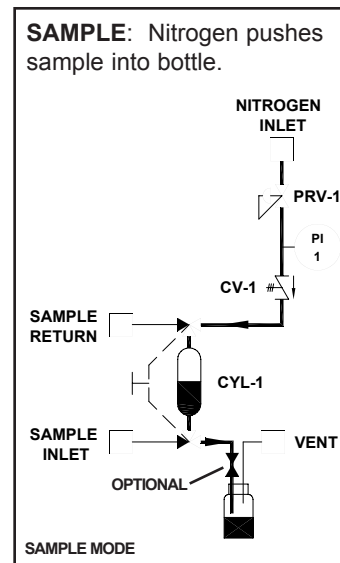 SAMPLE: Nitrogen pushes
sample into bottle.
NITROGEN
INLET
PRV-1
PI
1
CV-1
SAMPLE
RETURN
CYL-1
SAMPLE
INLET
VENT
OPTIONAL
SAMPLE MODE